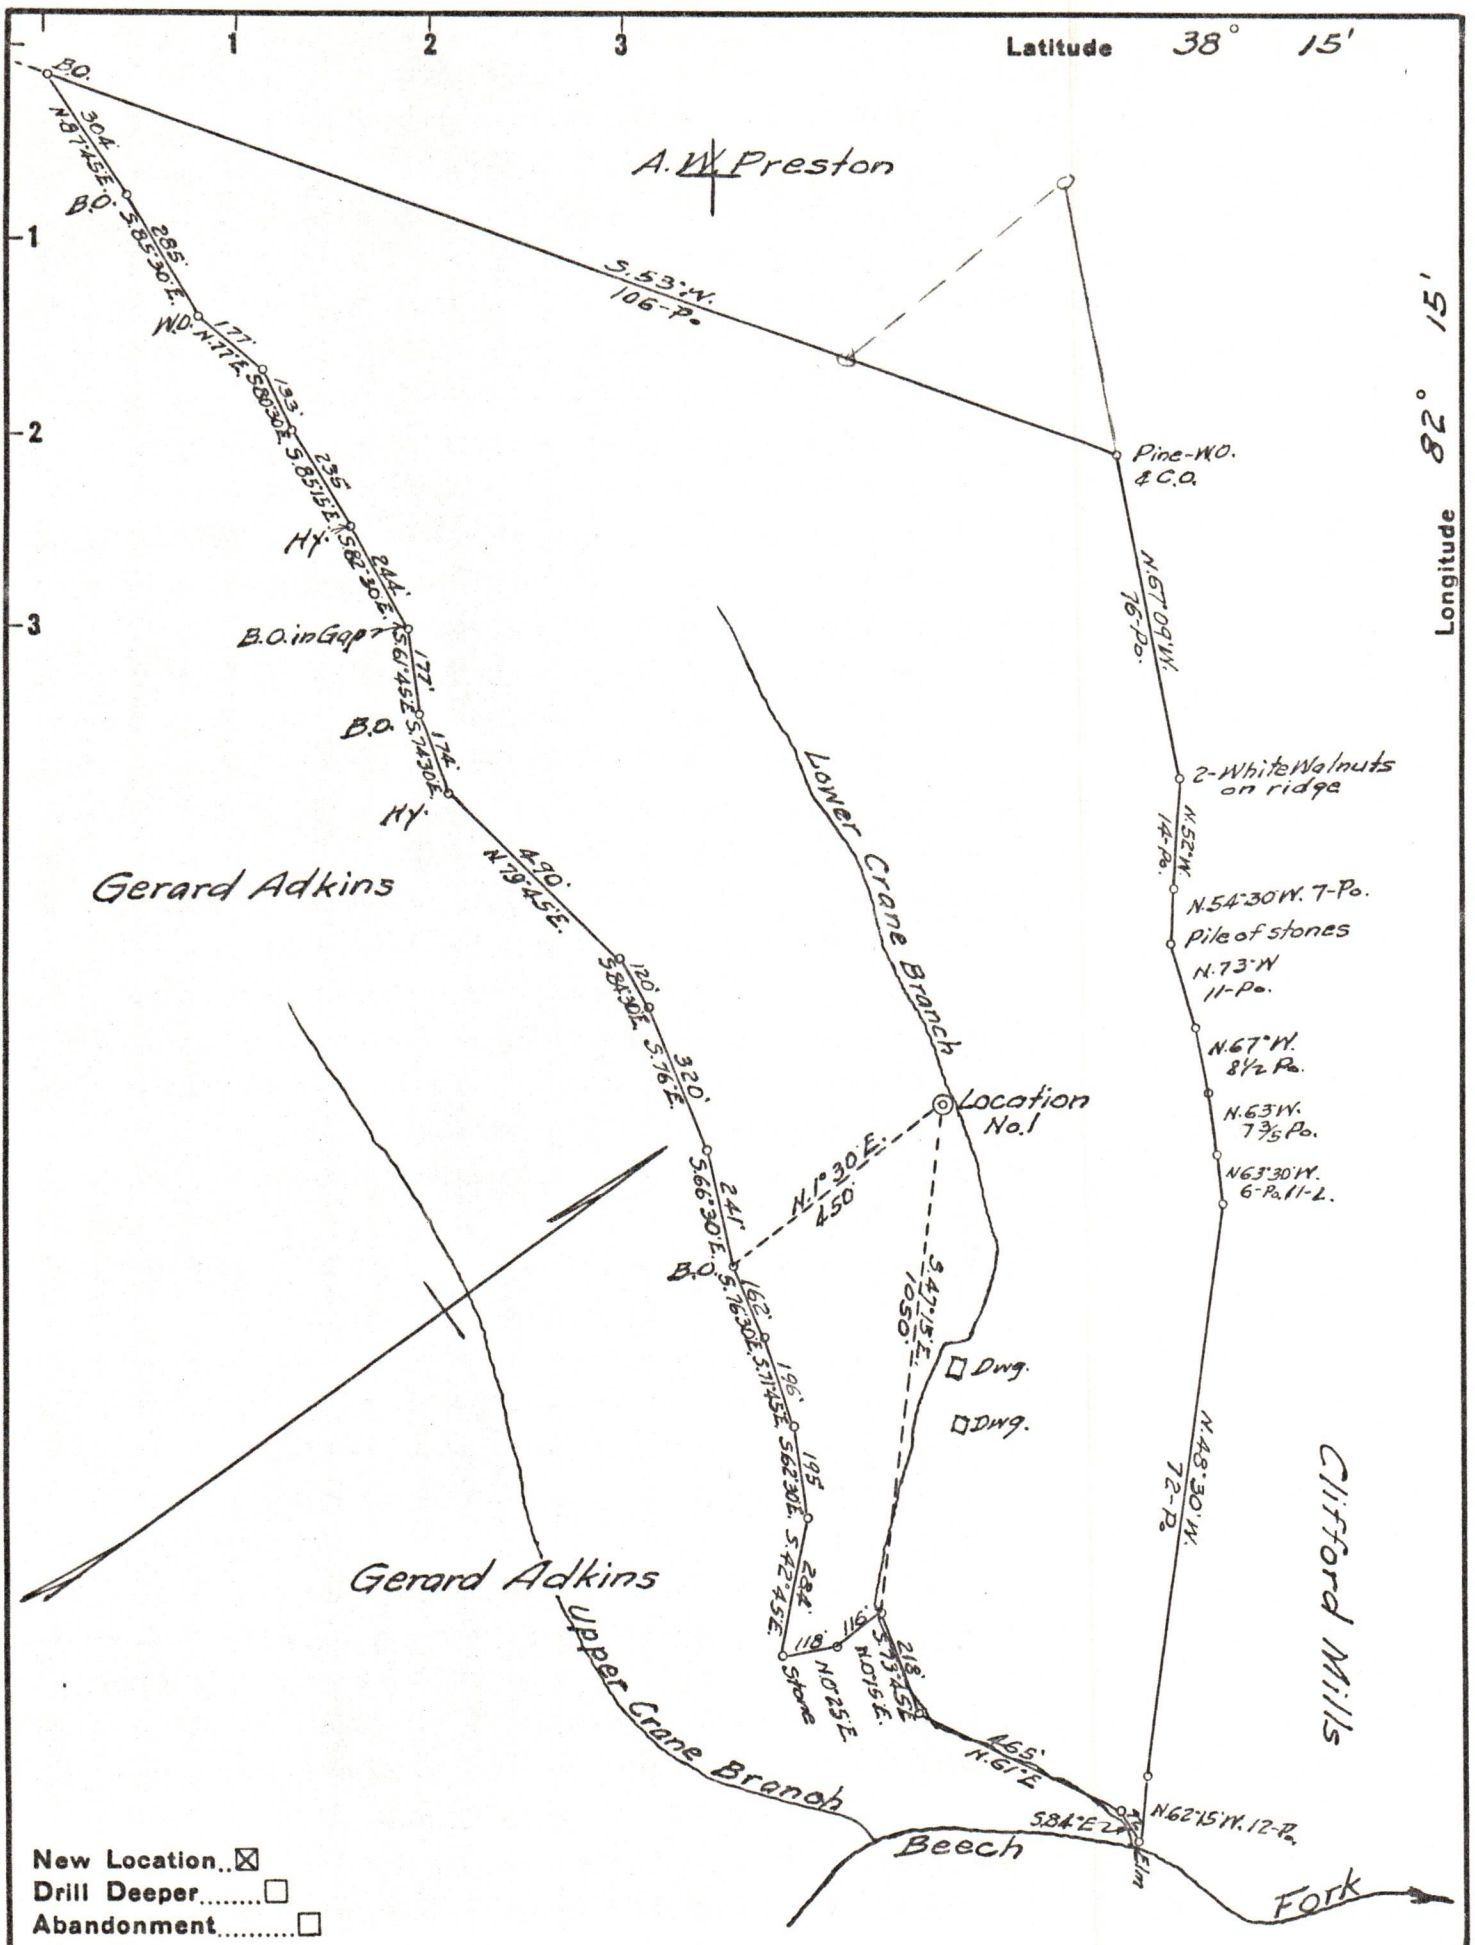 1 2 3
Latitude 38° 15'
Longitude 82° 15'
1
2
3
B.O.
A.W. Preston
304'
N.87°45'E.
B.O.
285'
S.85°30'E.
W.O.
177'
N.77°E.
193'
S.80°30'E.
235'
S.85°15'E.
Hy.
244'
S.82°30'E.
B.O. in Gap
177'
S.61°45'E.
B.O.
174'
S.74°30'E.
Hy.
490'
N.79°45'E.
120'
S.84°30'E.
320'
S.76°E.
241'
S.66°30'E.
B.O.
162'
S.76°30'E.
196'
S.71°45'E.
195'
S.62°30'E.
284'
S.42°45'E.
Stone
118'
N.0°25'E.
116'
N.0°15'E.
218'
S.73°45'E
465'
N.61°E
S.84°E
Elm
S.53°W.
106-Po.
Pine-W.O.
& C.O.
N.67°09'W.
76-Po.
2-White Walnuts
on ridge
N.52°W.
14-Po.
N.54°30'W. 7-Po.
Pile of stones
N.73°W
11-Po.
N.67°W.
8 1/2 Po.
N.63°W.
7 3/5 Po.
N63°30'W.
6-Po. 11-L.
N.48°30'W.
72-Po.
N.62°15'W. 12-Po.
Gerard Adkins
Lower Crane Branch
Location
No.1
N.1°30'E.
450'
S.47°15'E.
1050'
Dwg.
Dwg.
Clifford Mills
Gerard Adkins
Upper Crane Branch
Beech
Fork
New Location..☒
Drill Deeper........☐
Abandonment..........☐